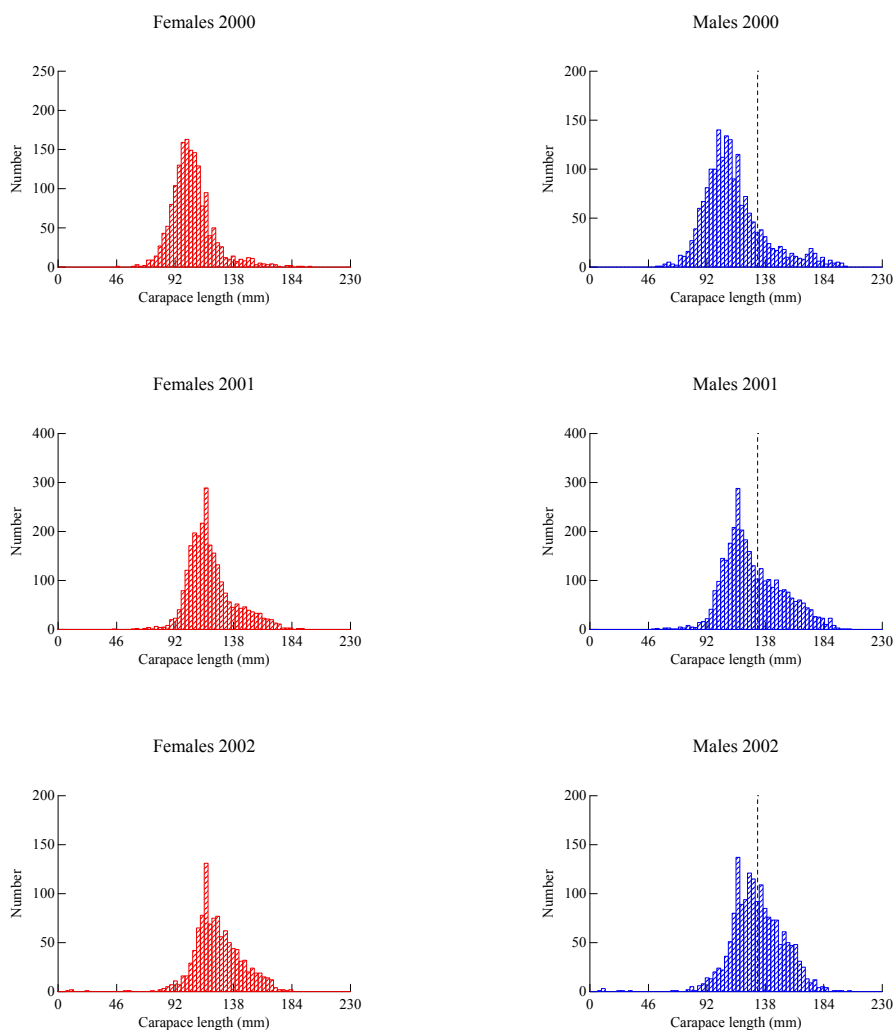 Females 2000
Males 2000
250
200
150
100
50
0
Number
0 46 92 138 184 230
Carapace length (mm)
200
150
100
50
0
Number
0 46 92 138 184 230
Carapace length (mm)
Females 2001
Males 2001
400
300
200
100
0
Number
0 46 92 138 184 230
Carapace length (mm)
400
300
200
100
0
Number
0 46 92 138 184 230
Carapace length (mm)
Females 2002
Males 2002
200
150
100
50
0
Number
0 46 92 138 184 230
Carapace length (mm)
200
150
100
50
0
Number
0 46 92 138 184 230
Carapace length (mm)